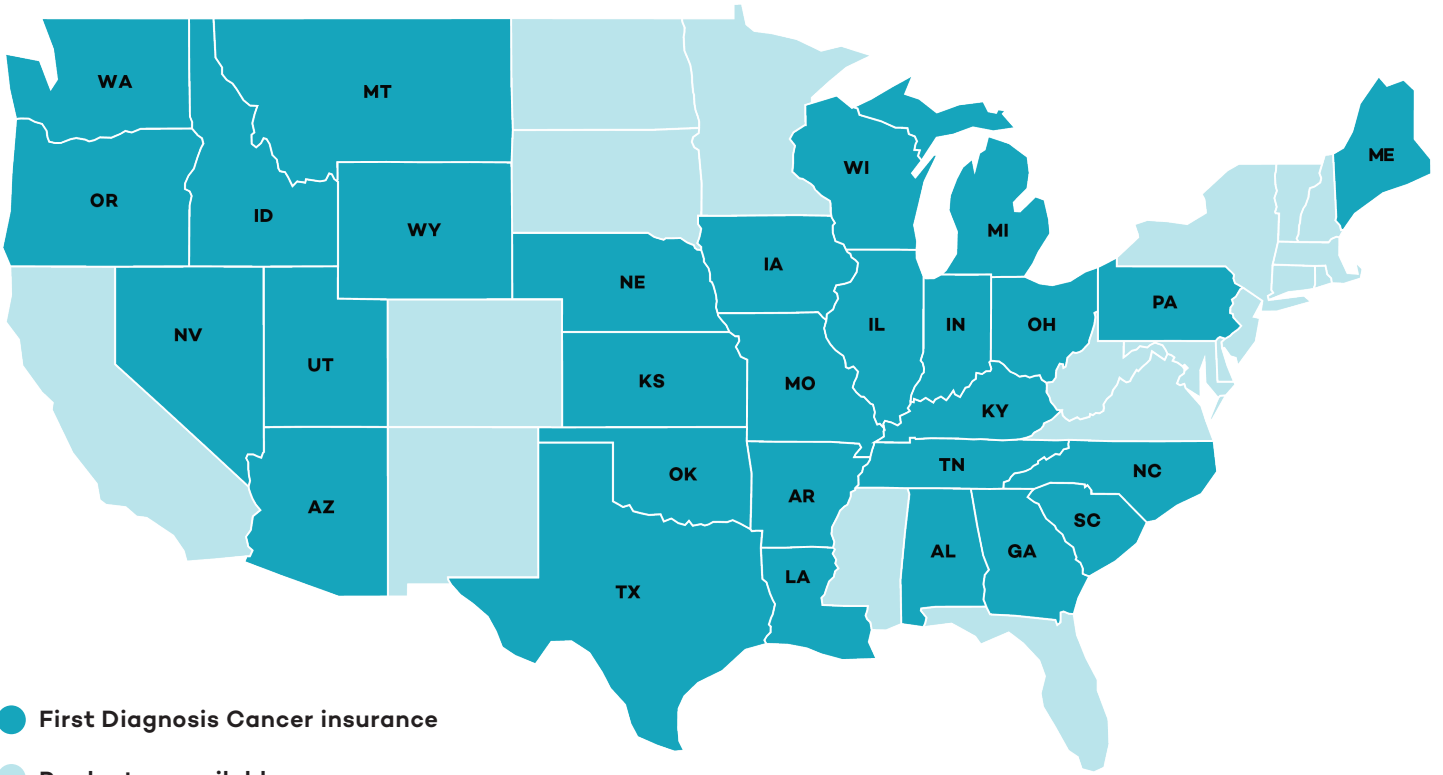 WA
MT
ME
WI
OR
ID
WY
MI
IA
NE
PA
IL
IN
OH
NV
UT
KS
MO
KY
TN
NC
OK
AZ
AR
SC
AL
GA
LA
TX
First Diagnosis Cancer insurance